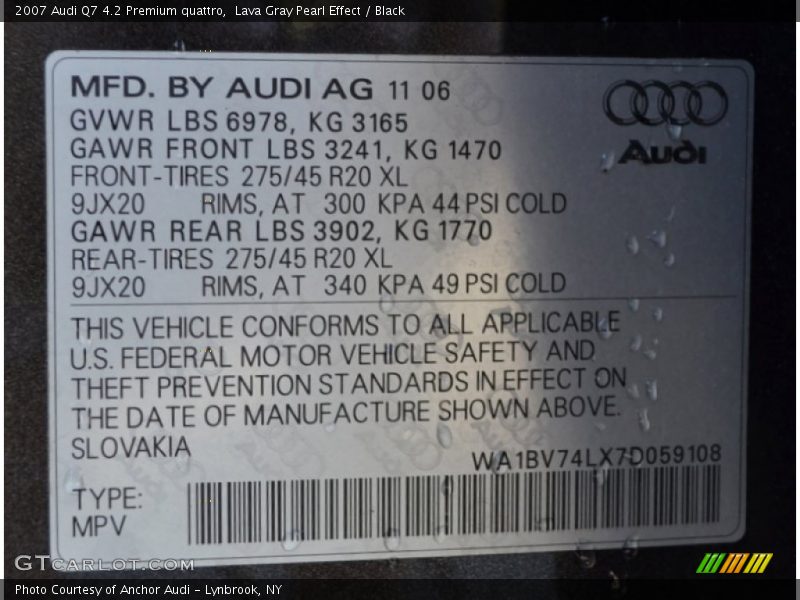 2007 Audi Q7 4.2 Premium quattro,  Lava Gray Pearl Effect / Black
MFD. BY AUDI AG 11 06
GVWR LBS 6978, KG 3165
GAWR FRONT LBS 3241, KG 1470
FRONT-TIRES 275/45 R20 XL
9JX20 RIMS, AT 300 KPA 44 PSI COLD
GAWR REAR LBS 3902, KG 1770
REAR-TIRES 275/45 R20 XL
9JX20 RIMS, AT 340 KPA 49 PSI COLD
Audi
THIS VEHICLE CONFORMS TO ALL APPLICABLE
U.S. FEDERAL MOTOR VEHICLE SAFETY AND
THEFT PREVENTION STANDARDS IN EFFECT ON
THE DATE OF MANUFACTURE SHOWN ABOVE.
SLOVAKIA
WA1BV74LX7D059108
TYPE:
MPV
GTCARLOT.COM
Photo Courtesy of Anchor Audi - Lynbrook, NY